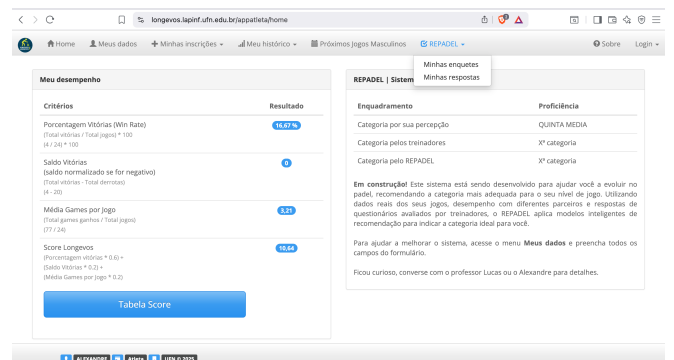 longevos.lapinf.ufn.edu.br/appatleta/home
Home Meus dados Minhas inscrições Meu histórico Próximos Jogos Masculinos REPADEL Sobre Login
Minhas enquetes
Minhas respostas
Meu desempenho
Critérios Resultado
Porcentagem Vitórias (Win Rate) 16,67 %
(Total vitórias / Total jogos) * 100
(4 / 24) * 100
Saldo Vitórias 0
(saldo normalizado se for negativo)
(Total vitórias - Total derrotas)
(4 - 20)
Média Games por Jogo 3,21
(Total games ganhos / Total jogos)
(77 / 24)
Score Longevos 10,64
(Porcentagem vitórias * 0.6) +
(Saldo Vitórias * 0.2) +
(Média Games por Jogo * 0.2)
Tabela Score
REPADEL | Sistem
Enquadramento Proficiência
Categoria por sua percepção QUINTA MEDIA
Categoria pelos treinadores Xª categoria
Categoria pelo REPADEL Xª categoria
Em construção! Este sistema está sendo desenvolvido para ajudar você a evoluir no
padel, recomendando a categoria mais adequada para o seu nível de jogo. Utilizando
dados reais dos seus jogos, desempenho com diferentes parceiros e respostas de
questionários avaliados por treinadores, o REPADEL aplica modelos inteligentes de
recomendação para indicar a categoria ideal para você.
Para ajudar a melhorar o sistema, acesse o menu Meus dados e preencha todos os
campos do formulário.
Ficou curioso, converse com o professor Lucas ou o Alexandre para detalhes.
ALEXANDRE Atleta UFN © 2025